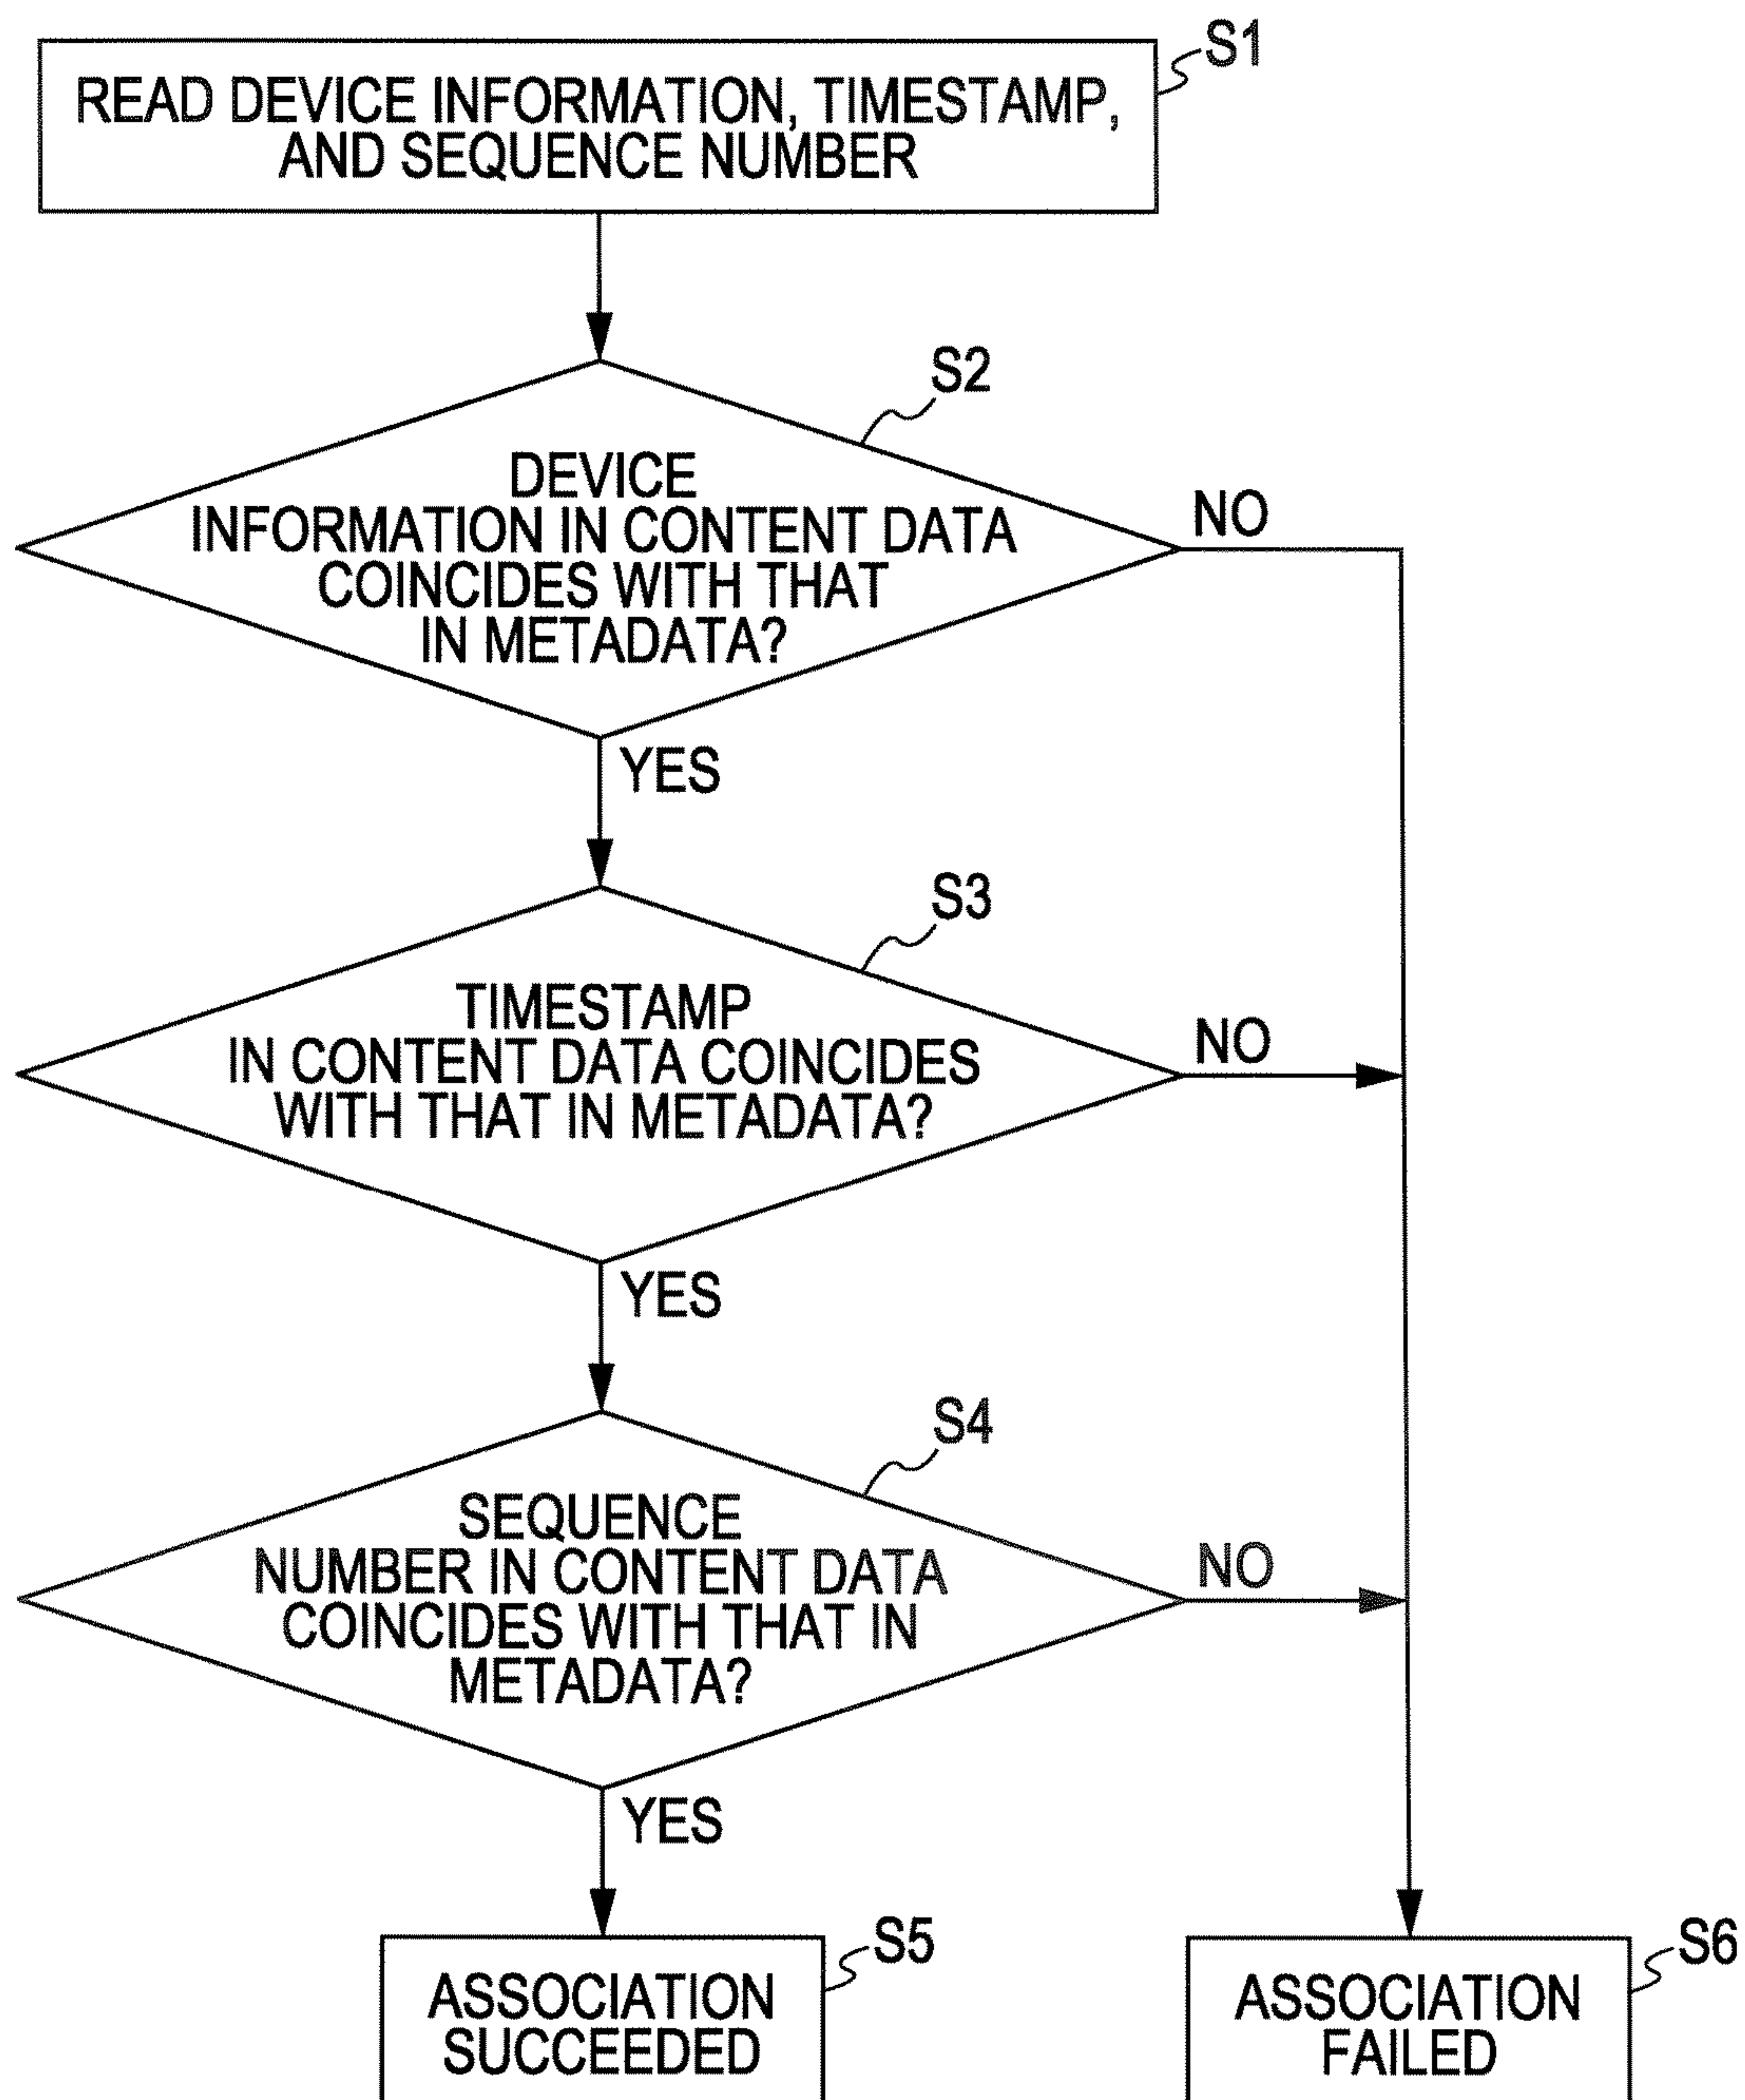 S1
READ DEVICE INFORMATION, TIMESTAMP,
AND SEQUENCE NUMBER
S2
DEVICE
INFORMATION IN CONTENT DATA
COINCIDES WITH THAT
IN METADATA?
NO
YES
S3
TIMESTAMP
IN CONTENT DATA COINCIDES
WITH THAT IN METADATA?
NO
YES
S4
SEQUENCE
NUMBER IN CONTENT DATA
COINCIDES WITH THAT IN
METADATA?
NO
YES
S5
ASSOCIATION
SUCCEEDED
S6
ASSOCIATION
FAILED